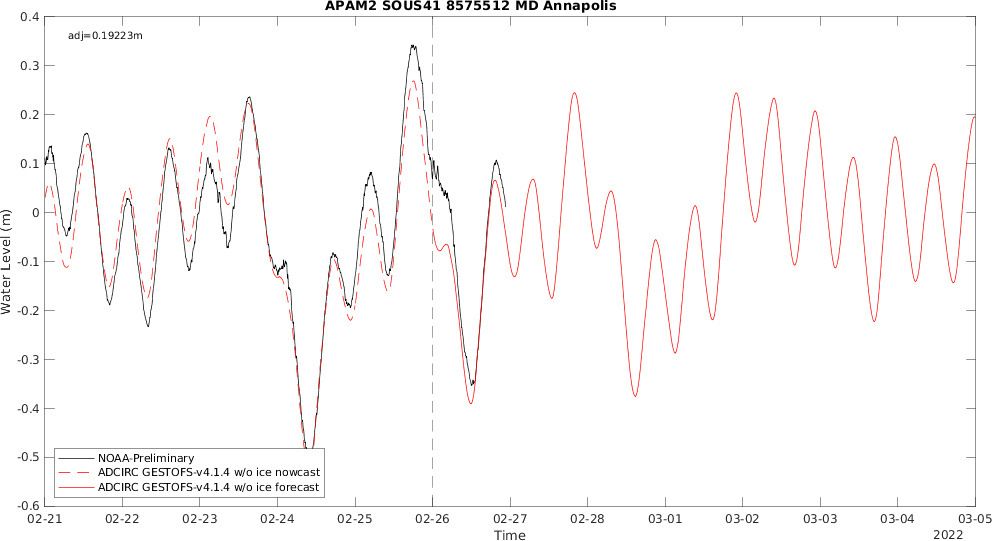 APAM2 SOUS41 8575512 MD Annapolis
adj=0.19223m
0.4
0.3
0.2
0.1
0
-0.1
-0.2
-0.3
-0.4
-0.5
-0.6
Water Level (m)
NOAA-Preliminary
ADCIRC GESTOFS-v4.1.4 w/o ice nowcast
ADCIRC GESTOFS-v4.1.4 w/o ice forecast
02-21 02-22 02-23 02-24 02-25 02-26 02-27 02-28 03-01 03-02 03-03 03-04 03-05
Time
2022